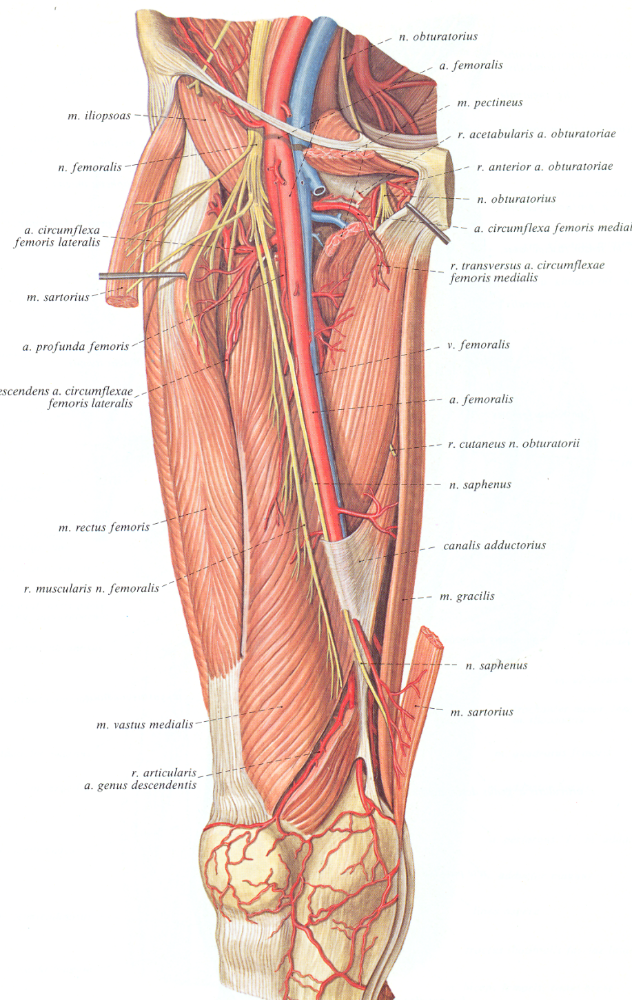 n. obturatorius
a. femoralis
m. pectineus
r. acetabularis a. obturatoriae
r. anterior a. obturatoriae
n. obturatorius
a. circumflexa femoris medial
r. transversus a. circumflexae
femoris medialis
v. femoralis
a. femoralis
r. cutaneus n. obturatorii
n. saphenus
canalis adductorius
m. gracilis
n. saphenus
m. sartorius
m. iliopsoas
n. femoralis
a. circumflexa
femoris lateralis
m. sartorius
a. profunda femoris
escendens a. circumflexae
femoris lateralis
m. rectus femoris
r. muscularis n. femoralis
m. vastus medialis
r. articularis
a. genus descendentis